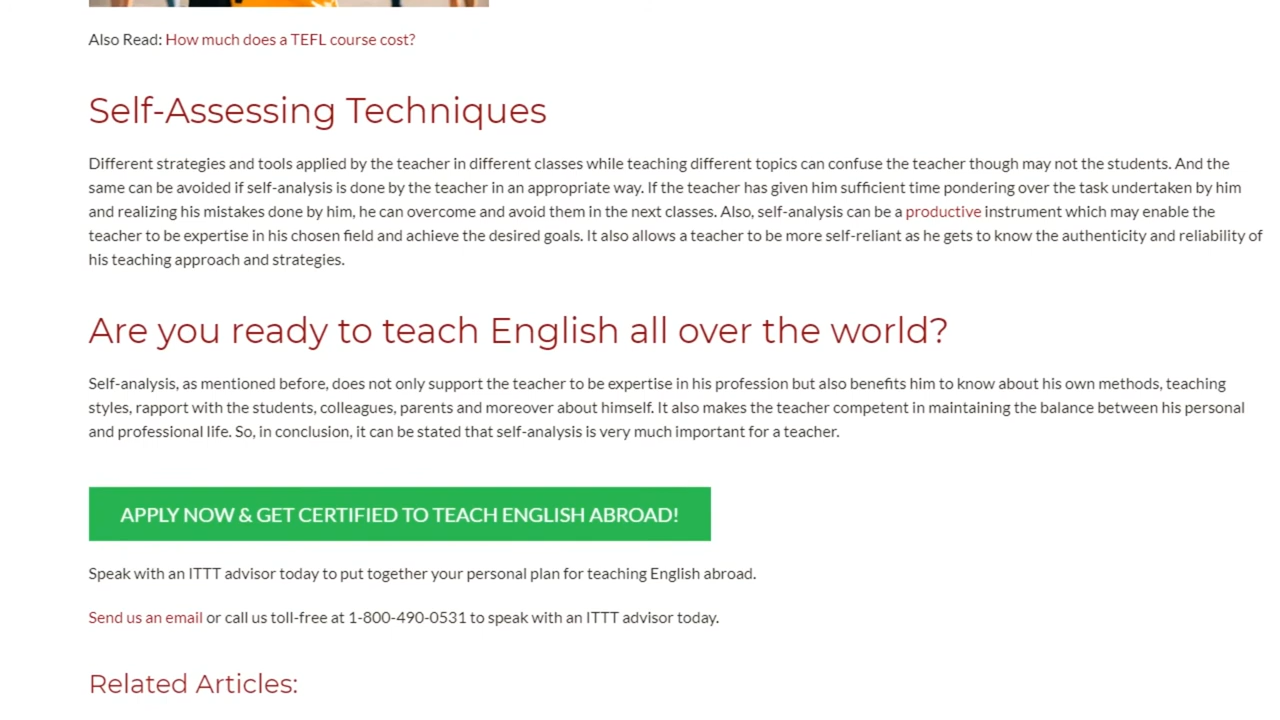 Also Read: How much does a TEFL course cost?
Self-Assessing Techniques
Different strategies and tools applied by the teacher in different classes while teaching different topics can confuse the teacher though may not the students. And the
same can be avoided if self-analysis is done by the teacher in an appropriate way. If the teacher has given him sufficient time pondering over the task undertaken by him
and realizing his mistakes done by him, he can overcome and avoid them in the next classes. Also, self-analysis can be a productive instrument which may enable the
teacher to be expertise in his chosen field and achieve the desired goals. It also allows a teacher to be more self-reliant as he gets to know the authenticity and reliability of
his teaching approach and strategies.
Are you ready to teach English all over the world?
Self-analysis, as mentioned before, does not only support the teacher to be expertise in his profession but also benefits him to know about his own methods, teaching
styles, rapport with the students, colleagues, parents and moreover about himself. It also makes the teacher competent in maintaining the balance between his personal
and professional life. So, in conclusion, it can be stated that self-analysis is very much important for a teacher.
APPLY NOW & GET CERTIFIED TO TEACH ENGLISH ABROAD!
Speak with an ITTT advisor today to put together your personal plan for teaching English abroad.
Send us an email or call us toll-free at 1-800-490-0531 to speak with an ITTT advisor today.
Related Articles: